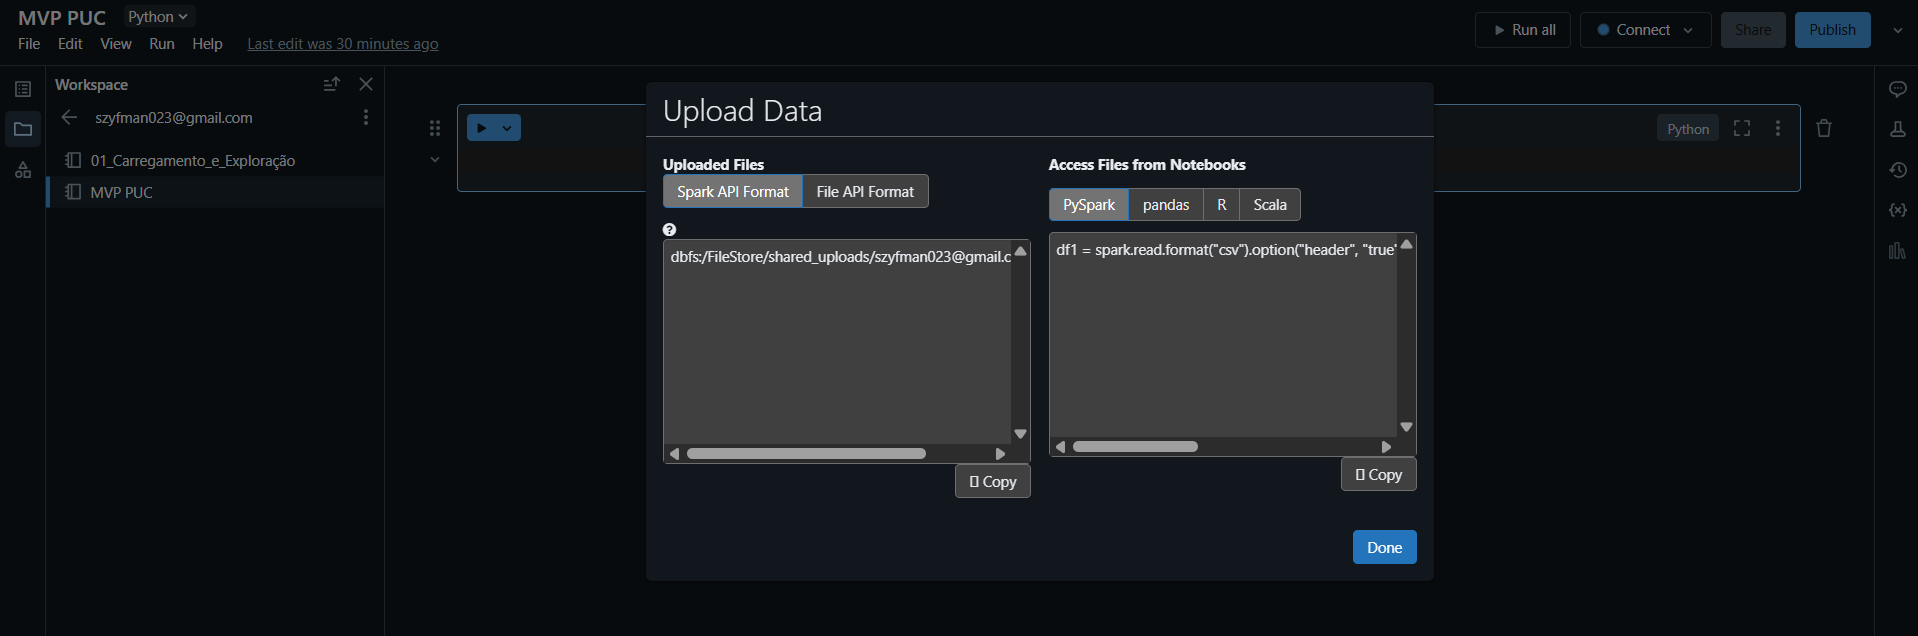 MVP PUC Python
File Edit View Run Help Last edit was 30 minutes ago
Run all Connect Share Publish
Workspace
szyfman023@gmail.com
01_Carregamento_e_Exploração
MVP PUC
Python
Upload Data
Uploaded Files
Spark API Format File API Format
dbfs:/FileStore/shared_uploads/szyfman023@gmail.c
Copy
Access Files from Notebooks
PySpark pandas R Scala
df1 = spark.read.format("csv").option("header", "true"
Copy
Done